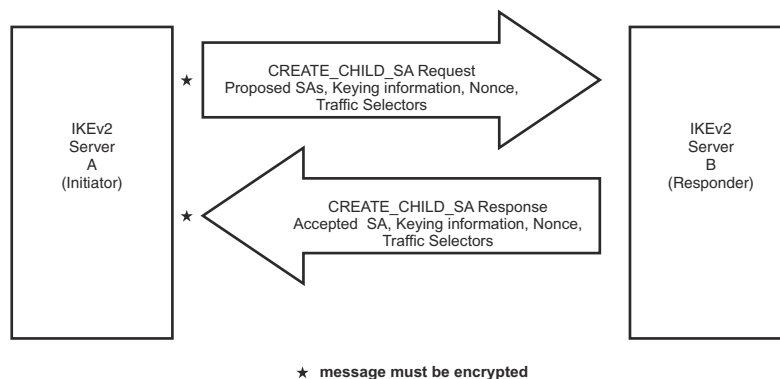 CREATE_CHILD_SA Request
Proposed SAs, Keying information, Nonce,
Traffic Selectors
IKEv2
Server
A
(Initiator)
IKEv2
Server
B
(Responder)
CREATE_CHILD_SA Response
Accepted SA, Keying information, Nonce,
Traffic Selectors
★ message must be encrypted